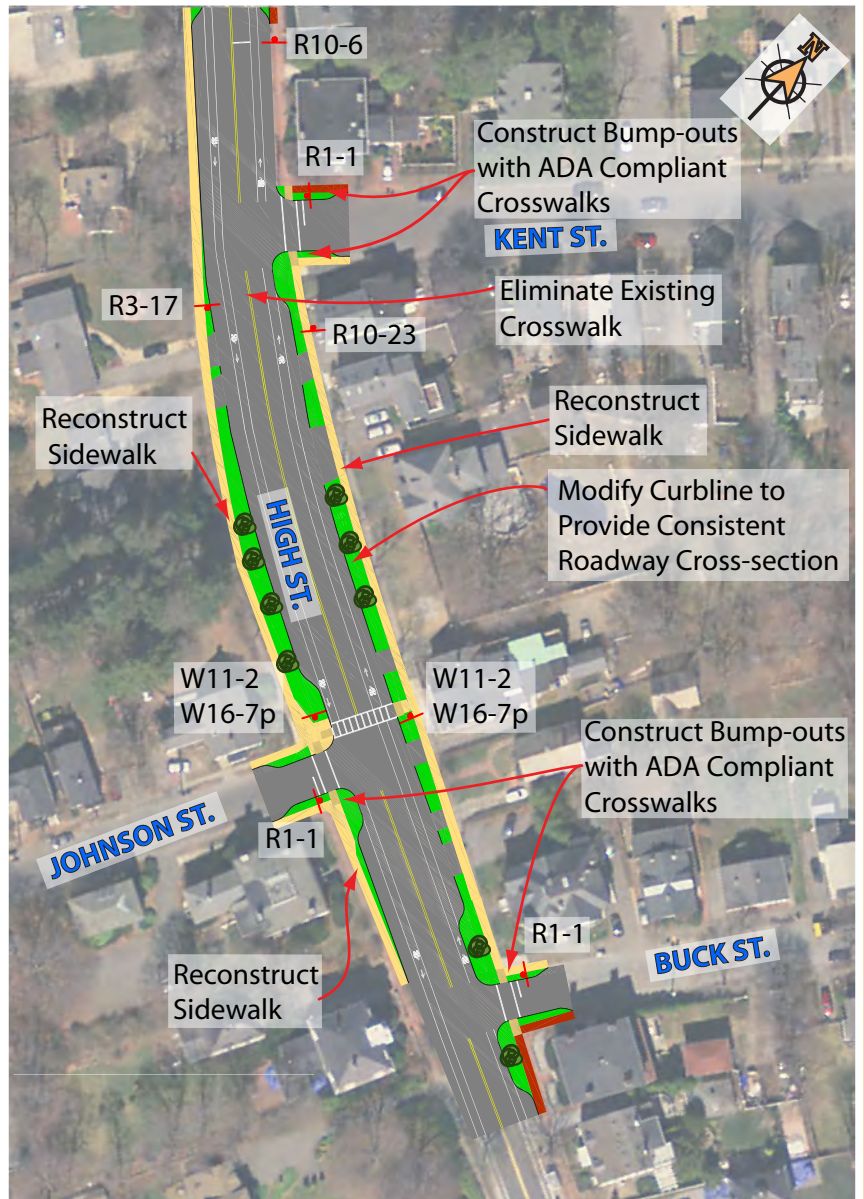 N
R10-6
R1-1
Construct Bump-outs
with ADA Compliant
Crosswalks
KENT ST.
R3-17
Eliminate Existing
Crosswalk
R10-23
Reconstruct
Sidewalk
Reconstruct
Sidewalk
HIGH ST.
Modify Curbline to
Provide Consistent
Roadway Cross-section
W11-2
W16-7p
W11-2
W16-7p
Construct Bump-outs
with ADA Compliant
Crosswalks
JOHNSON ST.
R1-1
R1-1
BUCK ST.
Reconstruct
Sidewalk